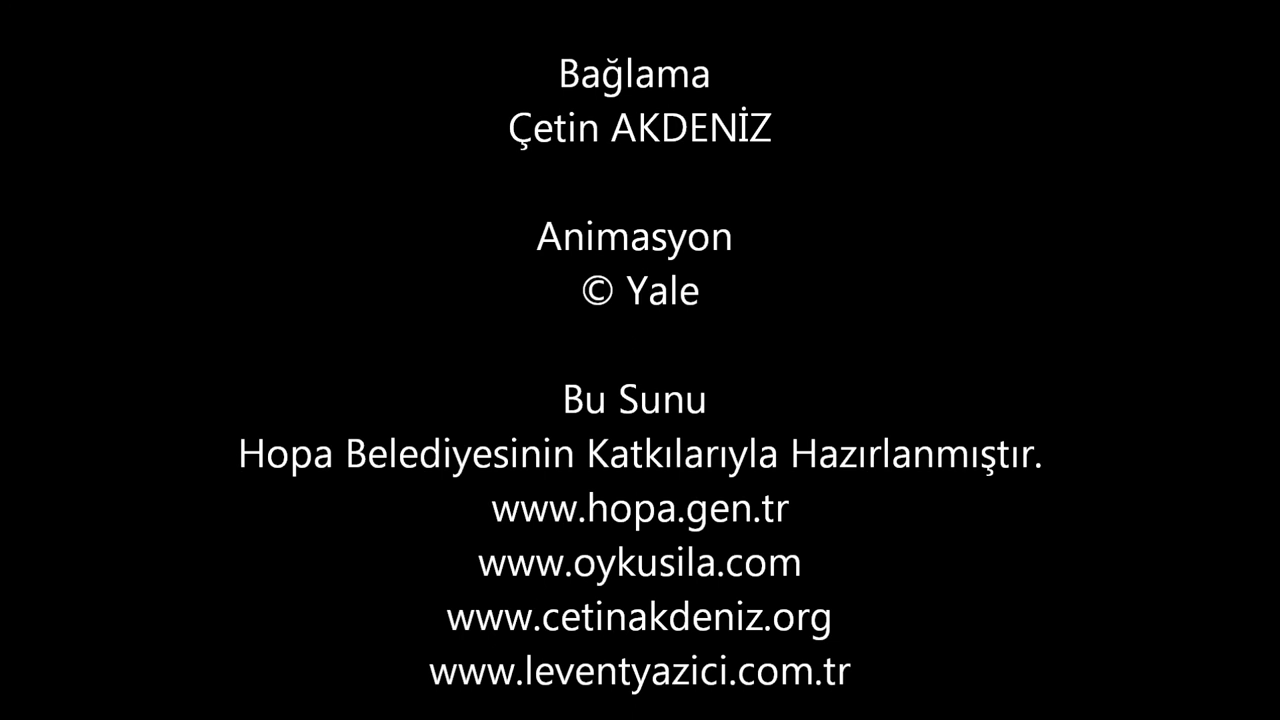 Bağlama
Çetin AKDENİZ
Animasyon
© Yale
Bu Sunu
Hopa Belediyesinin Katkılarıyla Hazırlanmıştır.
www.hopa.gen.tr
www.oykusila.com
www.cetinakdeniz.org
www.leventyazici.com.tr